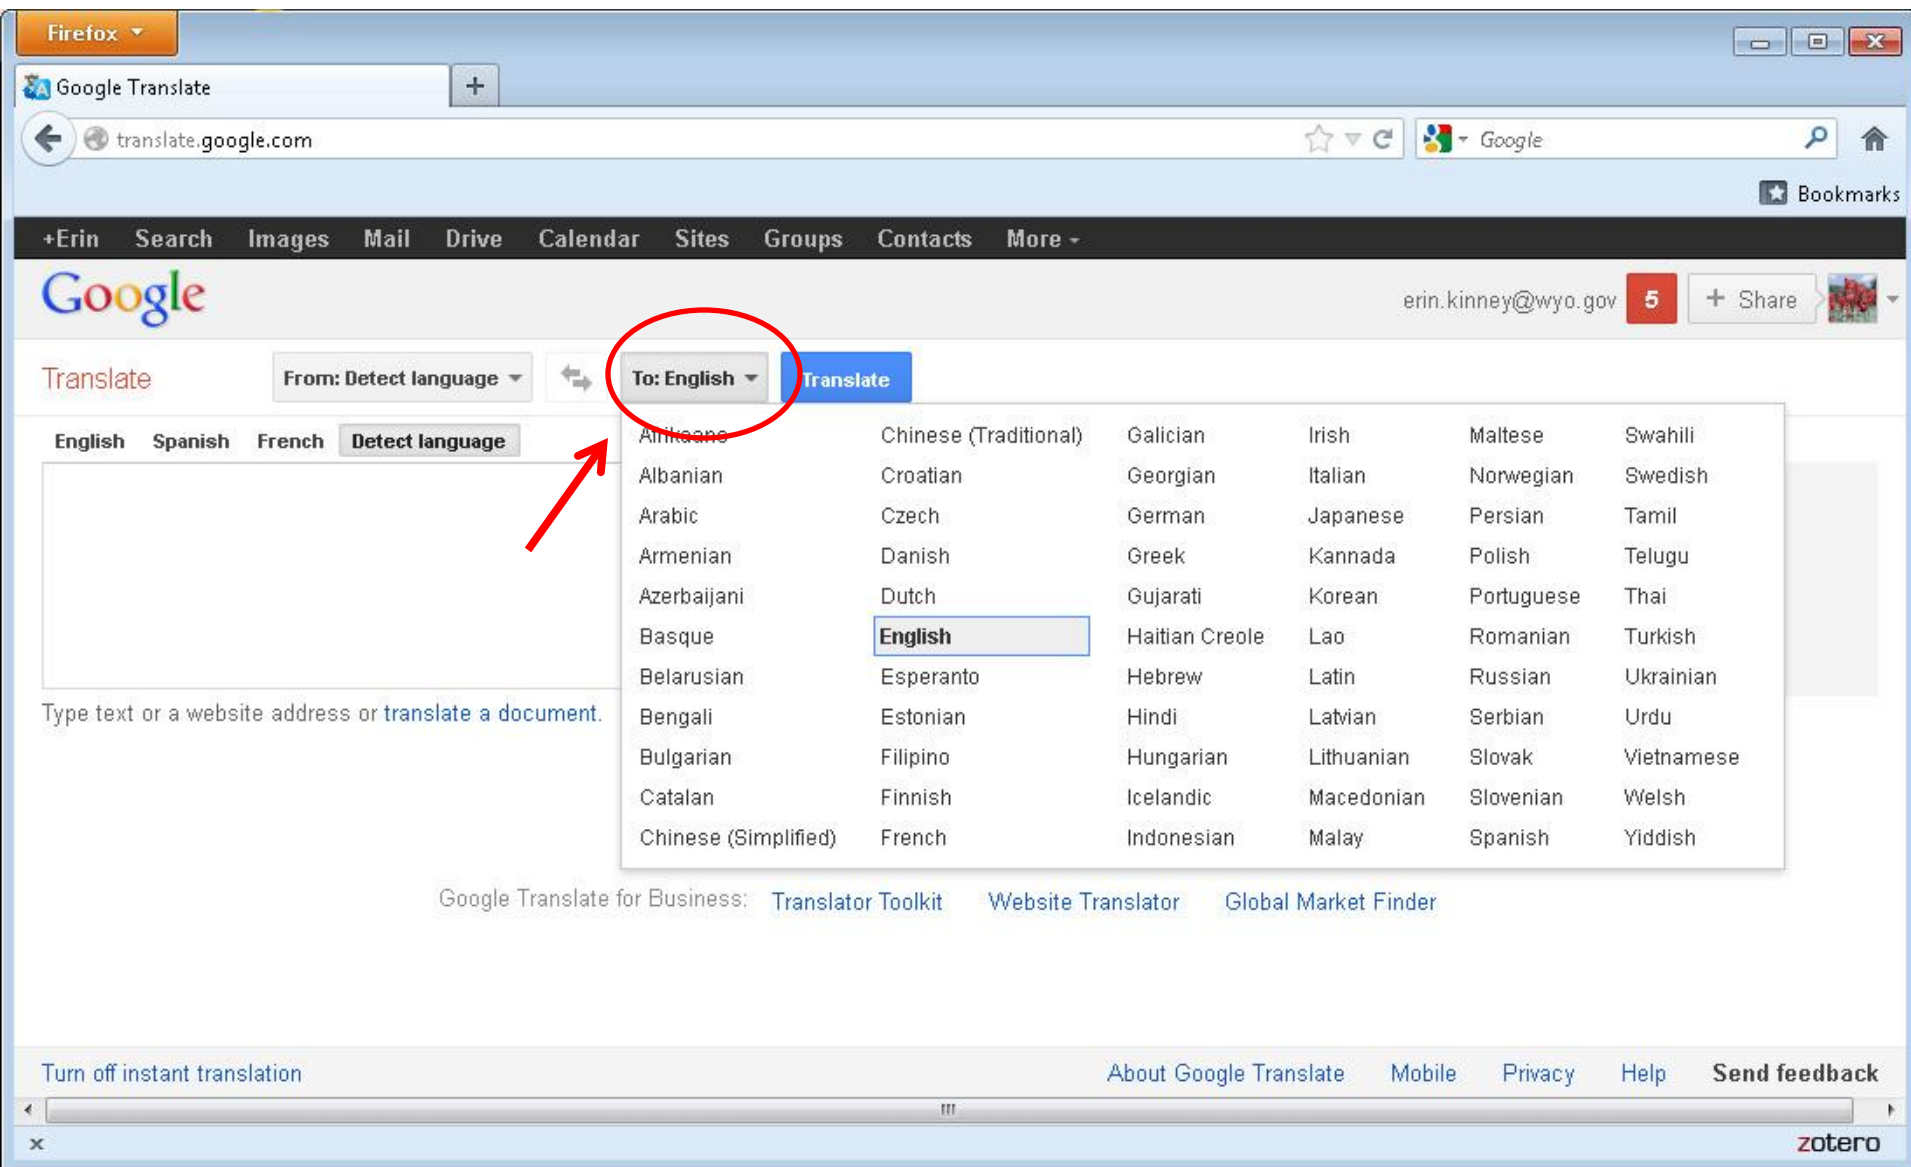 Firefox
Google Translate
translate.google.com
Google
Bookmarks
+Erin Search Images Mail Drive Calendar Sites Groups Contacts More
Google
erin.kinney@wyo.gov 5 + Share
Translate From: Detect language To: English Translate
English Spanish French Detect language
Afrikaans Chinese (Traditional) Galician Irish Maltese Swahili
Albanian Croatian Georgian Italian Norwegian Swedish
Arabic Czech German Japanese Persian Tamil
Armenian Danish Greek Kannada Polish Telugu
Azerbaijani Dutch Gujarati Korean Portuguese Thai
Basque English Haitian Creole Lao Romanian Turkish
Belarusian Esperanto Hebrew Latin Russian Ukrainian
Bengali Estonian Hindi Latvian Serbian Urdu
Bulgarian Filipino Hungarian Lithuanian Slovak Vietnamese
Catalan Finnish Icelandic Macedonian Slovenian Welsh
Chinese (Simplified) French Indonesian Malay Spanish Yiddish
Type text or a website address or translate a document.
Google Translate for Business: Translator Toolkit Website Translator Global Market Finder
Turn off instant translation About Google Translate Mobile Privacy Help Send feedback
zotero